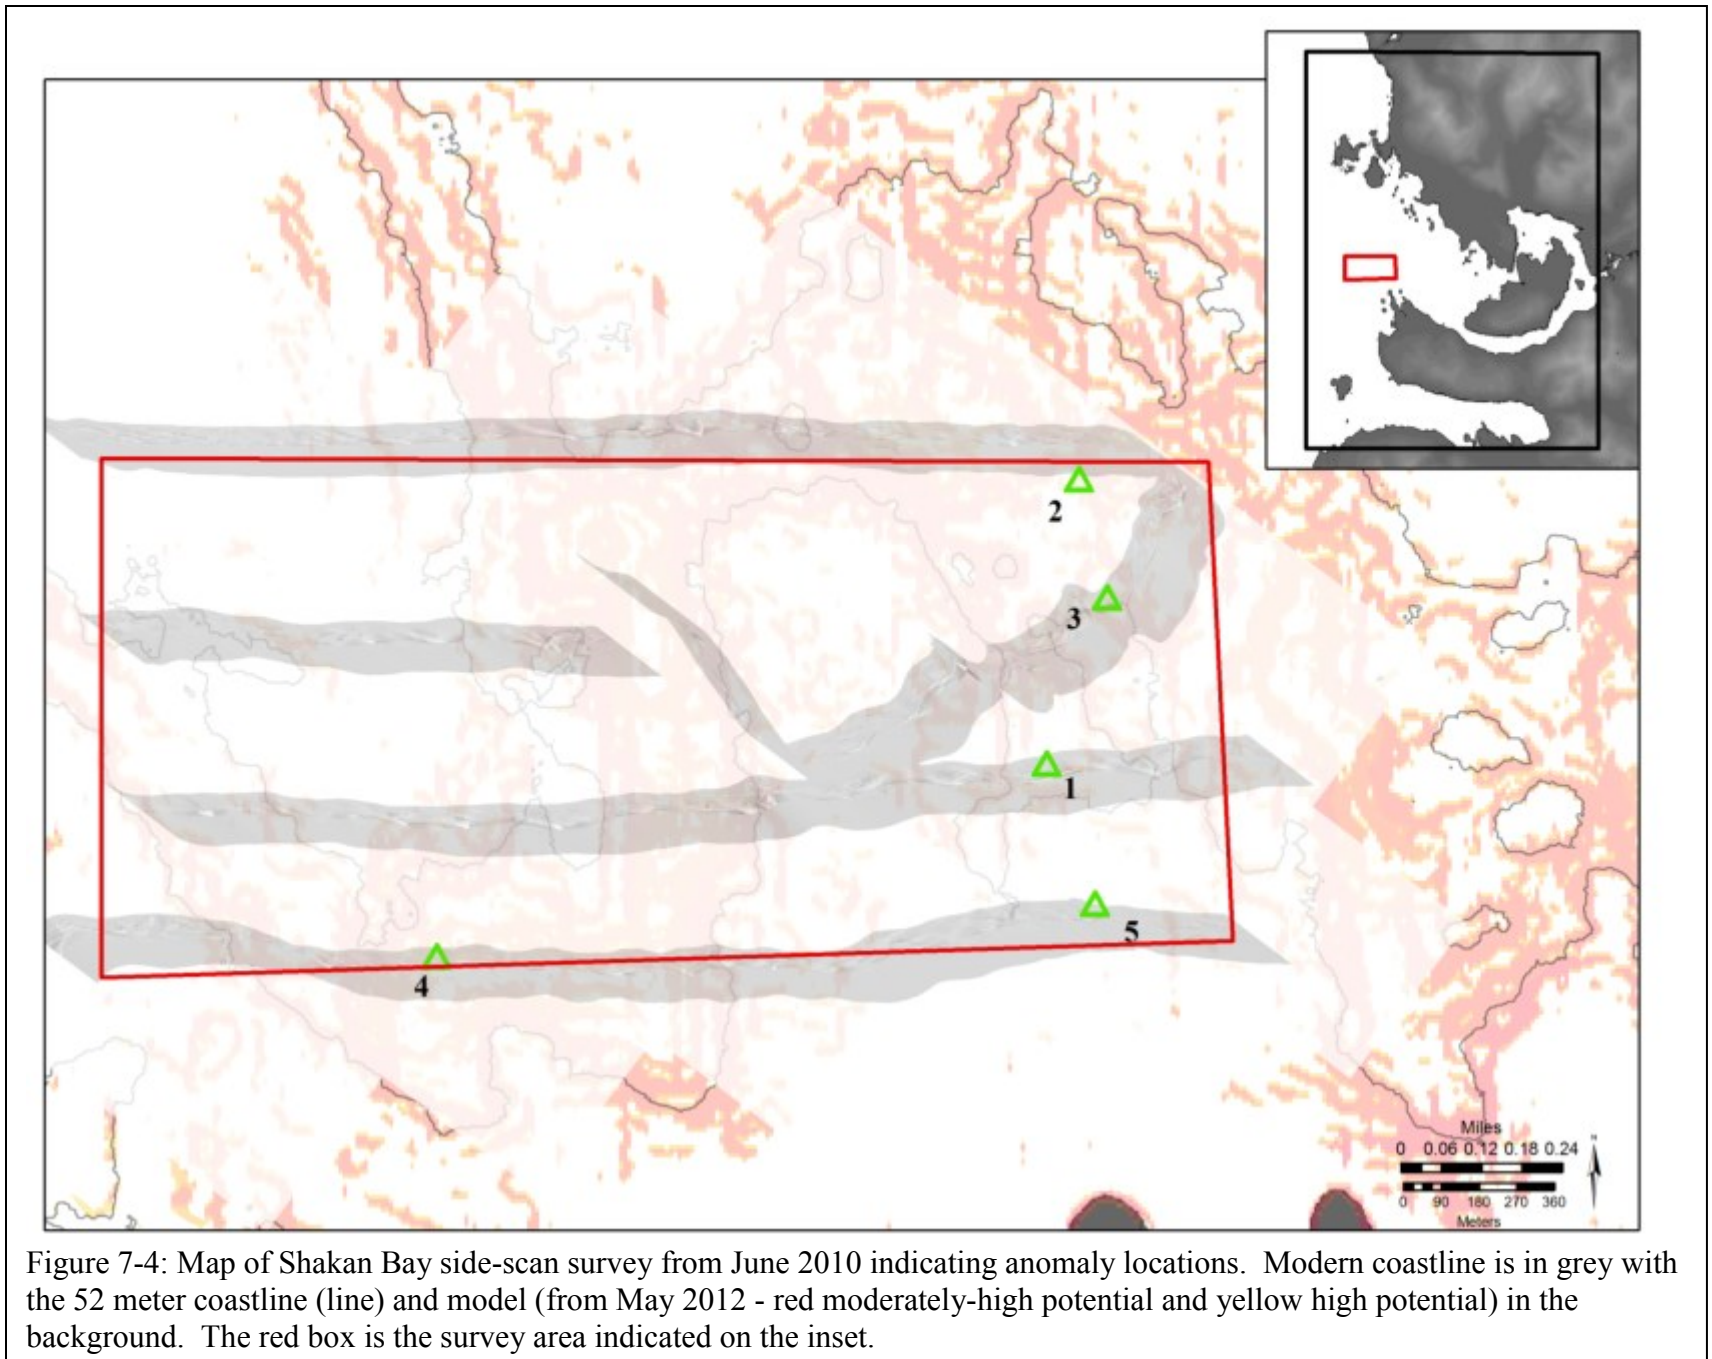 2
3
1
5
4
Miles
0 0.06 0.12 0.18 0.24
N
0 90 180 270 360
Meters
Figure 7-4: Map of Shakan Bay side-scan survey from June 2010 indicating anomaly locations. Modern coastline is in grey with
the 52 meter coastline (line) and model (from May 2012 - red moderately-high potential and yellow high potential) in the
background. The red box is the survey area indicated on the inset.